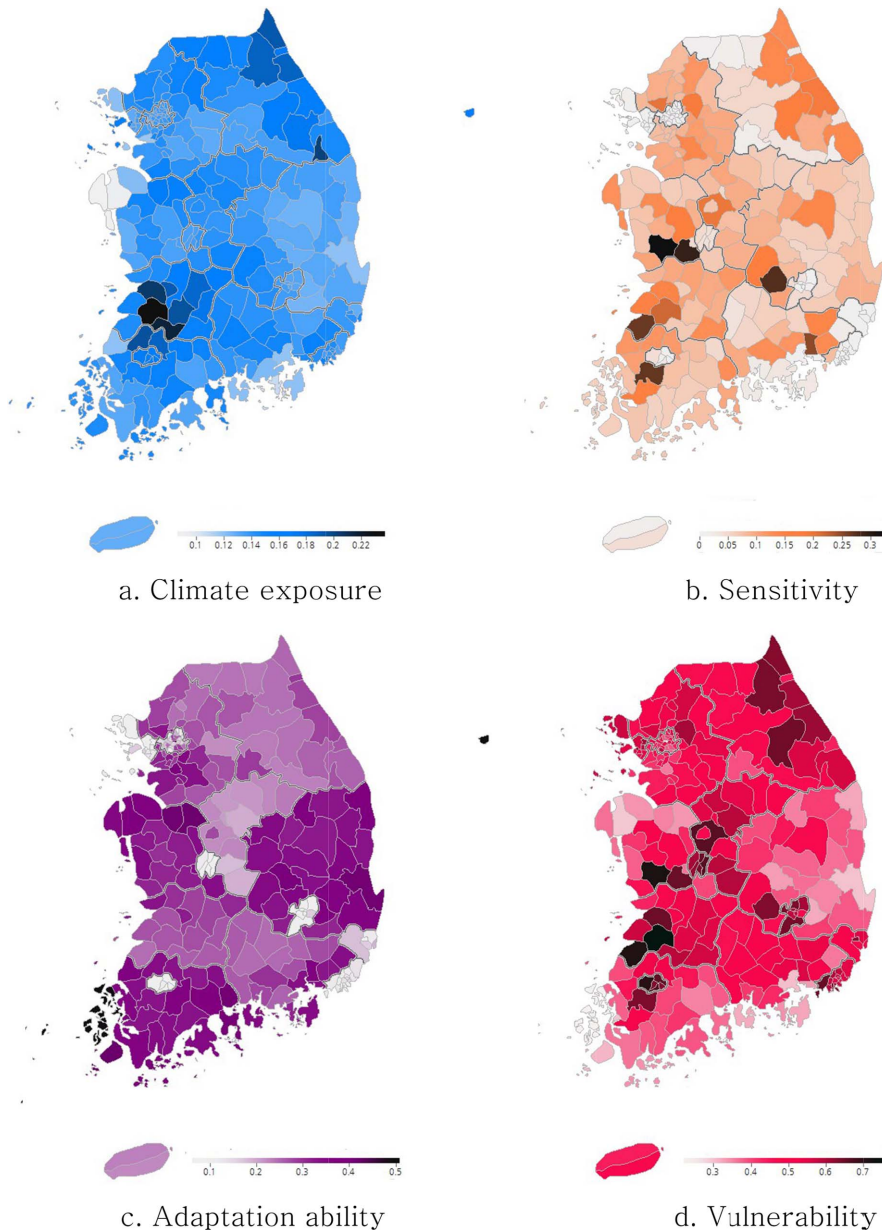 0.1 0.12 0.14 0.16 0.18 0.2 0.22
0 0.05 0.1 0.15 0.2 0.25 0.3
a. Climate exposure
b. Sensitivity
0.1 0.2 0.3 0.4 0.5
0.3 0.4 0.5 0.6 0.7
c. Adaptation ability
d. Vulnerability